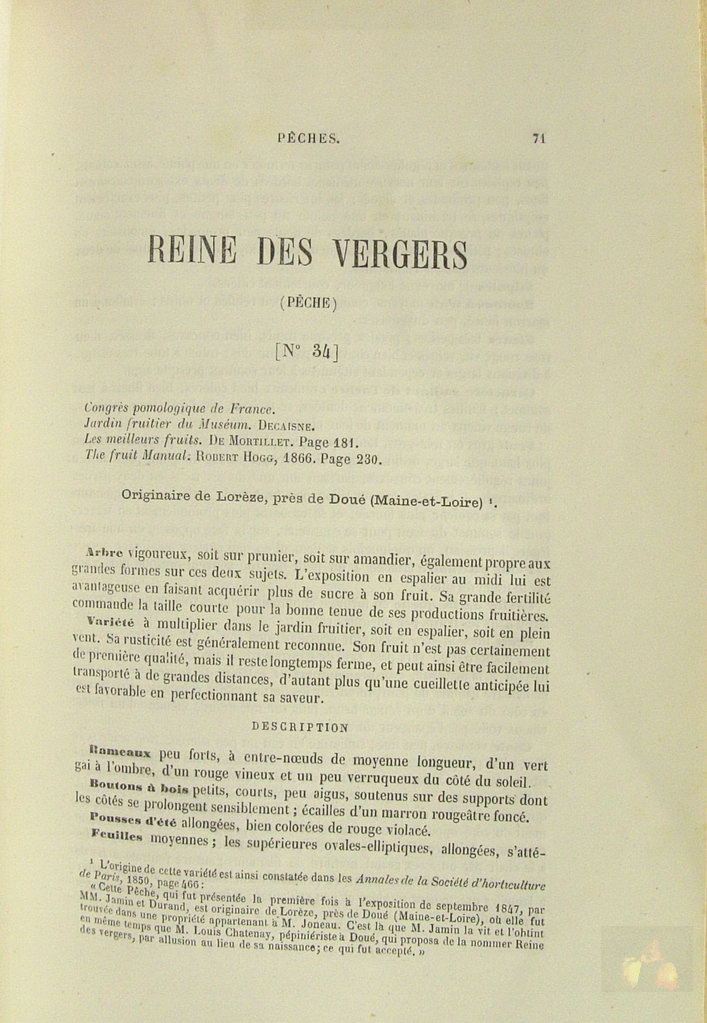 PÊCHES. 71
REINE DES VERGERS
(PÊCHE)
[N° 34]
Congrès pomologique de France.
Jardin fruitier du Muséum. DECAISNE.
Les meilleurs fruits. DE MORTILLET. Page 181.
The fruit Manual: ROBERT HOGG, 1866. Page 230.
Originaire de Lorèze, près de Doué (Maine-et-Loire) ¹.
Arbre vigoureux, soit sur prunier, soit sur amandier, également propre aux
grandes formes sur ces deux sujets. L'exposition en espalier au midi lui est
avantageuse en faisant acquérir plus de sucre à son fruit. Sa grande fertilité
commande la taille courte pour la bonne tenue de ses productions fruitières.
Variété à multiplier dans le jardin fruitier, soit en espalier, soit en plein
vent. Sa rusticité est généralement reconnue. Son fruit n'est pas certainement
de première qualité, mais il reste longtemps ferme, et peut ainsi être facilement
transporté à de grandes distances, d'autant plus qu'une cueillette anticipée lui
est favorable en perfectionnant sa saveur.
DESCRIPTION
Rameaux peu forts, à entre-nœuds de moyenne longueur, d'un vert
gai à l'ombre, d'un rouge vineux et un peu verruqueux du côté du soleil.
Boutons à bois petits, courts, peu aigus, soutenus sur des supports dont
les côtés se prolongent sensiblement ; écailles d'un marron rougeâtre foncé.
Pousses d'été allongées, bien colorées de rouge violacé.
Feuilles moyennes ; les supérieures ovales-elliptiques, allongées, s'atté-
¹ L'origine de cette variété est ainsi constatée dans les Annales de la Société d'horticulture
de Paris, 1850, page 466 :
« Cette Pêche, qui fut présentée la première fois à l'exposition de septembre 1847, par
MM. Jamin et Durand, est originaire de Lorèze, près de Doué (Maine-et-Loire), où elle fut
trouvée dans une propriété appartenant à M. Joneau. C'est là que M. Jamin la vit et l'obtint
en même temps que M. Louis Chatenay, pépiniériste à Doué, qui proposa de la nommer Reine
des vergers, par allusion au lieu de sa naissance ; ce qui fut accepté. »